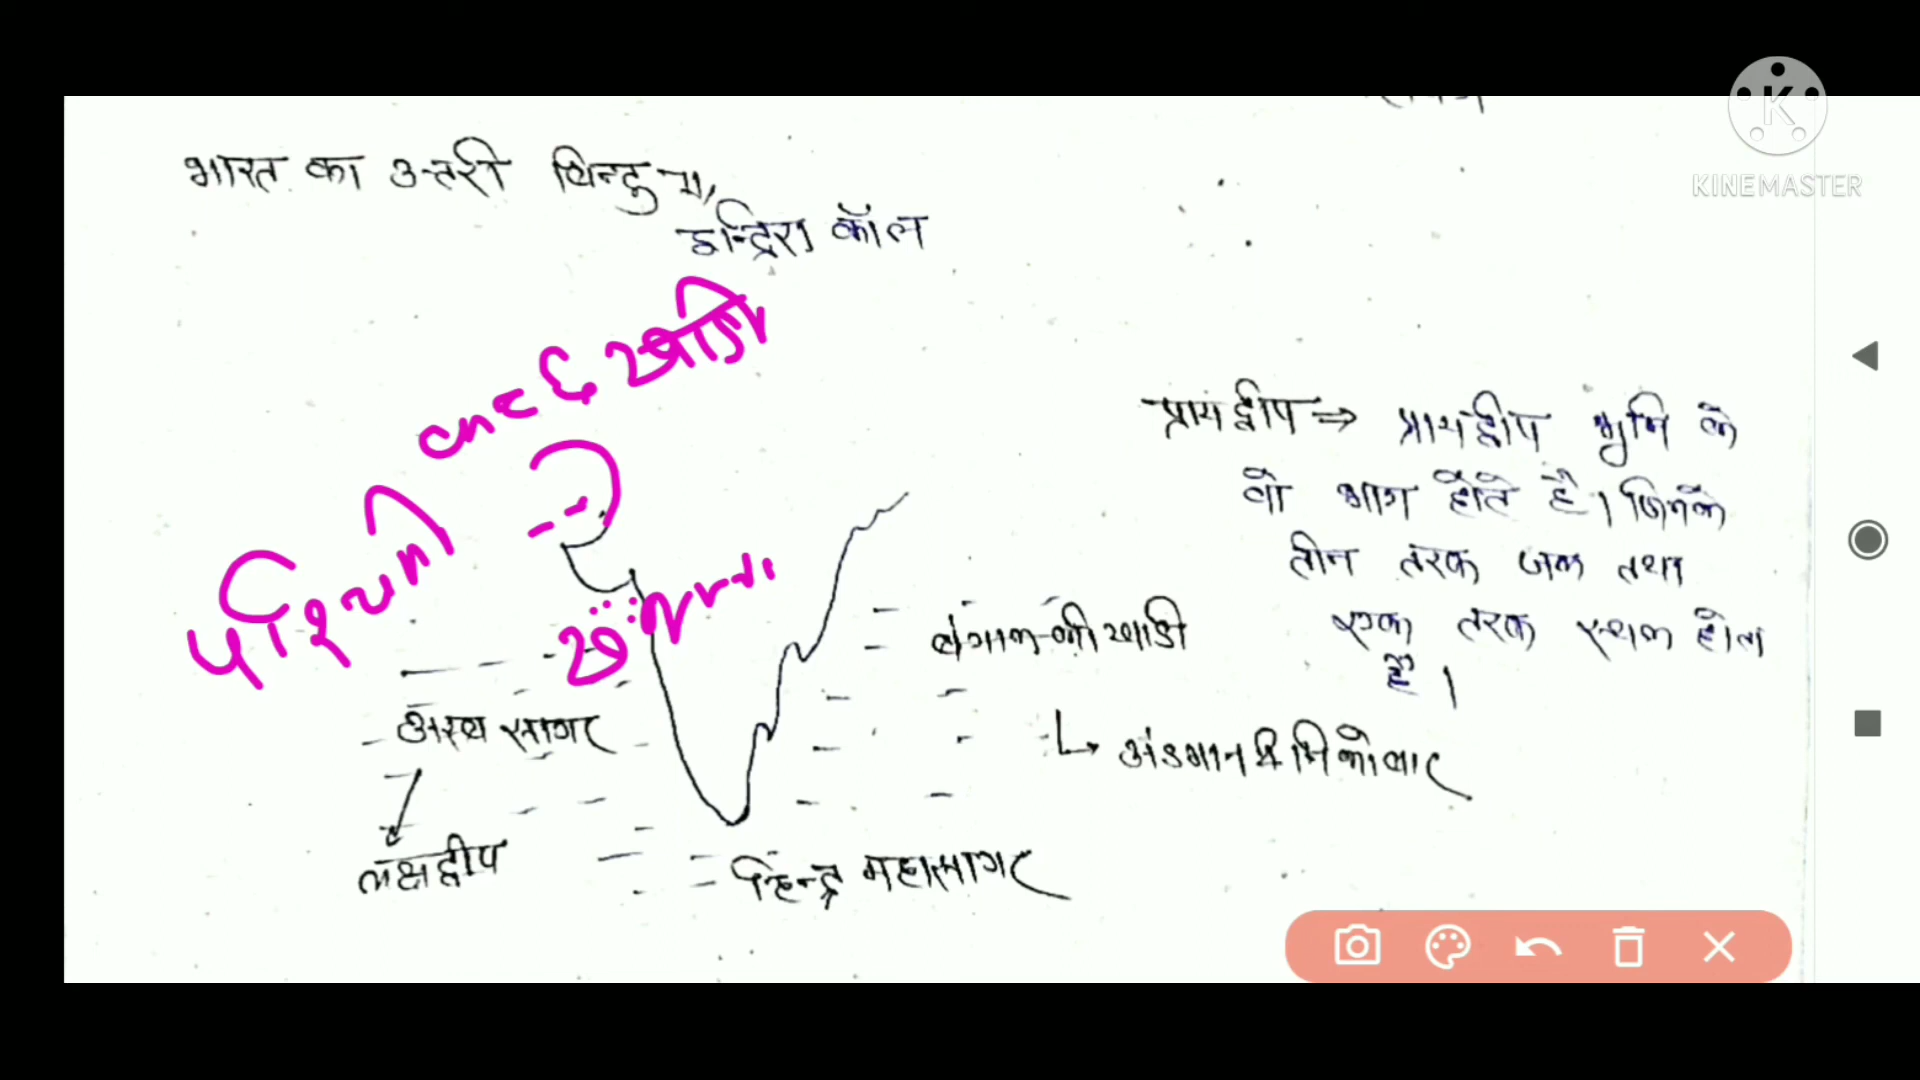 भारत का उत्तरी बिन्दु
इन्दिरा कॉल
KINEMASTER
कच्छ खाड़ी
पश्चिमी
प्रायद्वीप ⇒ प्रायद्वीप भूमि के
वो भाग होते है। जिनके
तीन तरफ जल तथा
एक तरफ स्थल होता
है।
बंगाल की खाड़ी
अरब सागर
↳ अंडमान व निकोबार
लक्षद्वीप
हिन्द महासागर